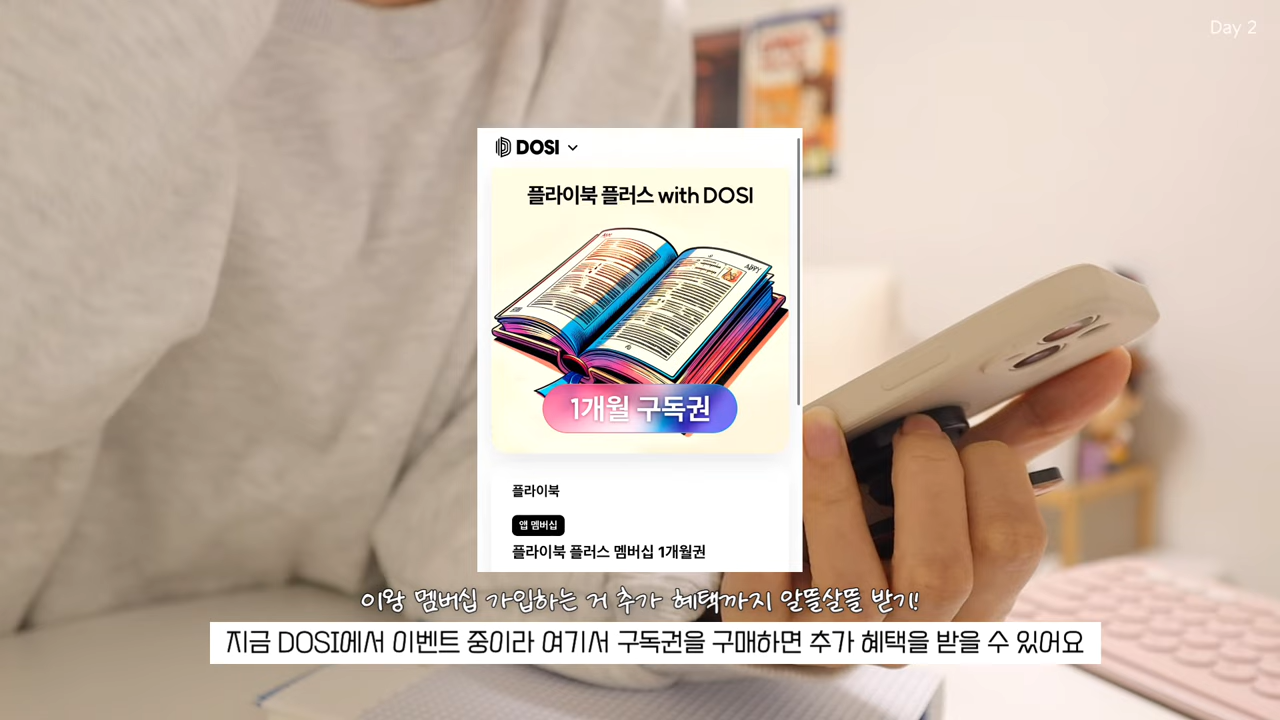 Day 2
DOSI
플라이북 플러스 with DOSI
1개월 구독권
플라이북
앱 멤버십
플라이북 플러스 멤버십 1개월권
이왕 멤버십 가입하는 거 추가 혜택까지 알뜰살뜰 받기!
지금 DOSI에서 이벤트 중이라 여기서 구독권을 구매하면 추가 혜택을 받을 수 있어요